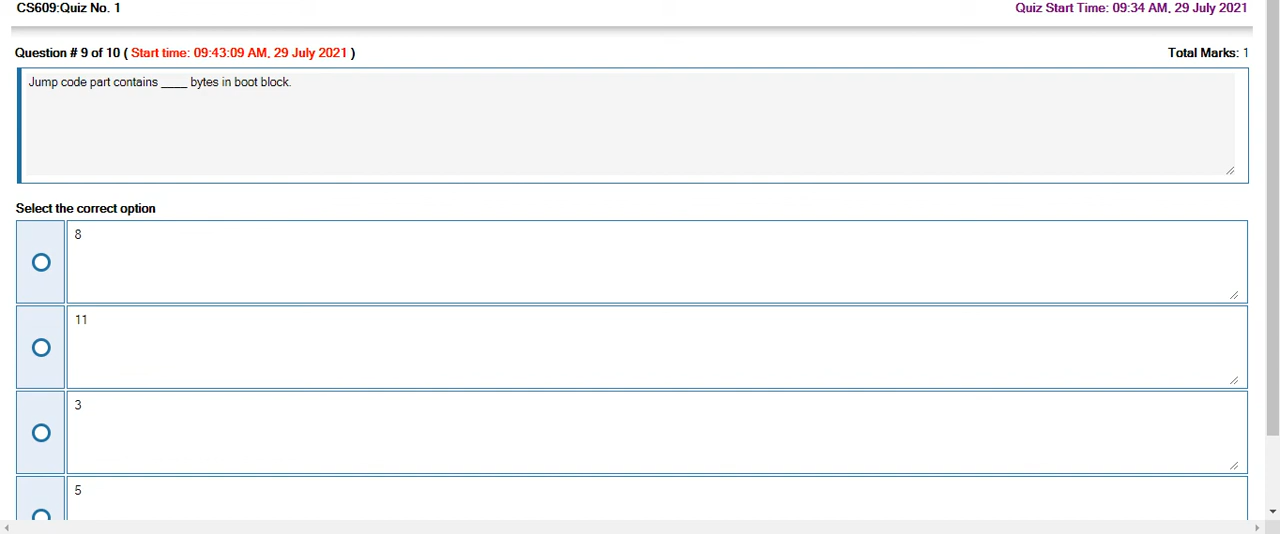 CS609:Quiz No. 1
Quiz Start Time: 09:34 AM, 29 July 2021
Question # 9 of 10 ( Start time: 09:43:09 AM, 29 July 2021 )
Total Marks: 1
Jump code part contains ____ bytes in boot block.
Select the correct option
8
11
3
5